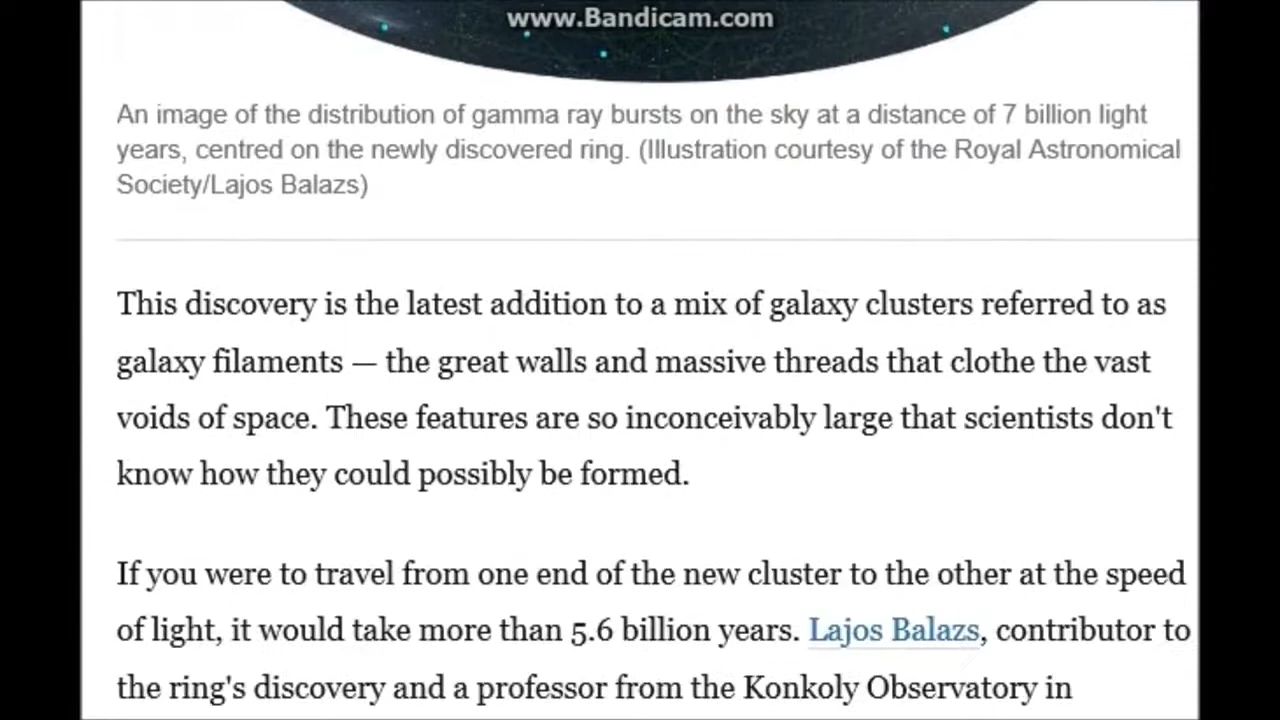 www.Bandicam.com
An image of the distribution of gamma ray bursts on the sky at a distance of 7 billion light
years, centred on the newly discovered ring. (Illustration courtesy of the Royal Astronomical
Society/Lajos Balazs)
This discovery is the latest addition to a mix of galaxy clusters referred to as
galaxy filaments — the great walls and massive threads that clothe the vast
voids of space. These features are so inconceivably large that scientists don't
know how they could possibly be formed.
If you were to travel from one end of the new cluster to the other at the speed
of light, it would take more than 5.6 billion years. Lajos Balazs, contributor to
the ring's discovery and a professor from the Konkoly Observatory in